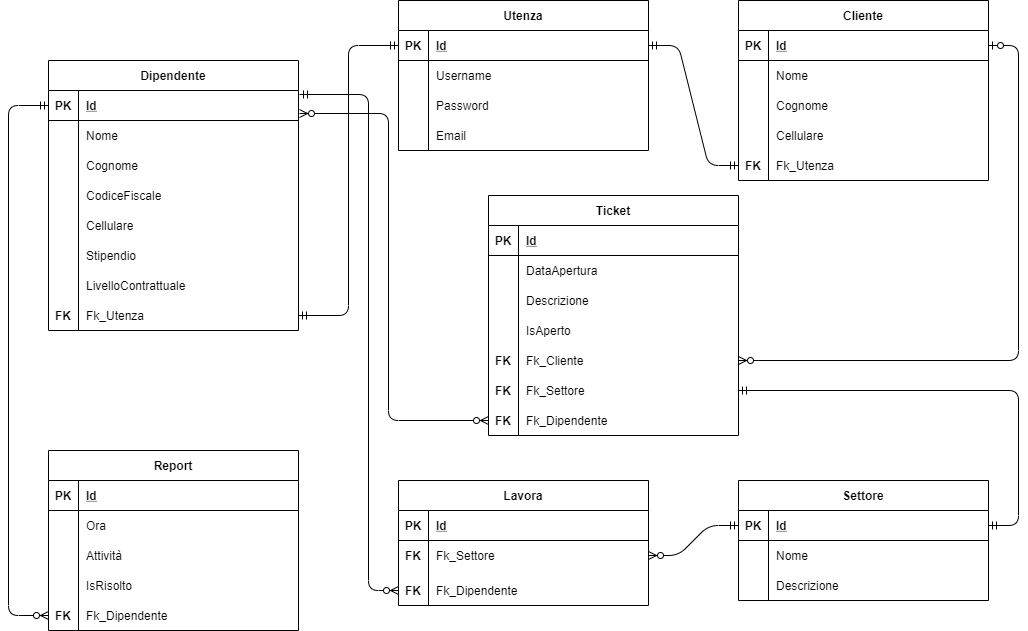 Utenza
PK Id
Username
Password
Email
Cliente
PK Id
Nome
Cognome
Cellulare
FK Fk_Utenza
Dipendente
PK Id
Nome
Cognome
CodiceFiscale
Cellulare
Stipendio
LivelloContrattuale
FK Fk_Utenza
Ticket
PK Id
DataApertura
Descrizione
IsAperto
FK Fk_Cliente
FK Fk_Settore
FK Fk_Dipendente
Report
PK Id
Ora
Attività
IsRisolto
FK Fk_Dipendente
Lavora
PK Id
FK Fk_Settore
FK Fk_Dipendente
Settore
PK Id
Nome
Descrizione